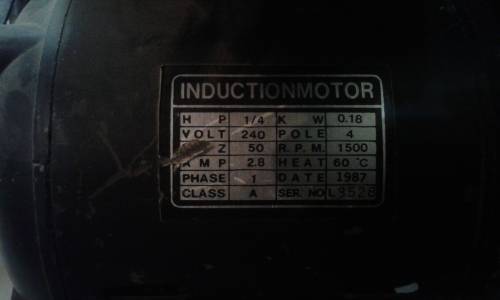 INDUCTIONMOTOR
H P 1/4 K W 0.18
VOLT 240 POLE 4
Z 50 R.P.M. 1500
AMP 2.8 HEAT 60°C
PHASE 1 DATE 1987
CLASS A SER. NO L8528